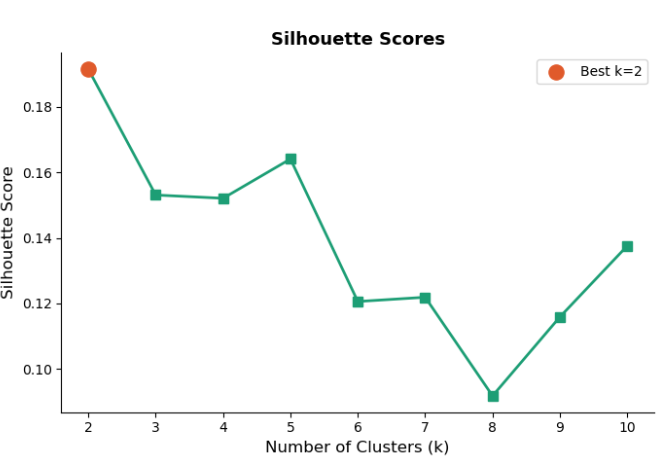 Silhouette Scores
Best k=2
Silhouette Score
0.18
0.16
0.14
0.12
0.10
2 3 4 5 6 7 8 9 10
Number of Clusters (k)